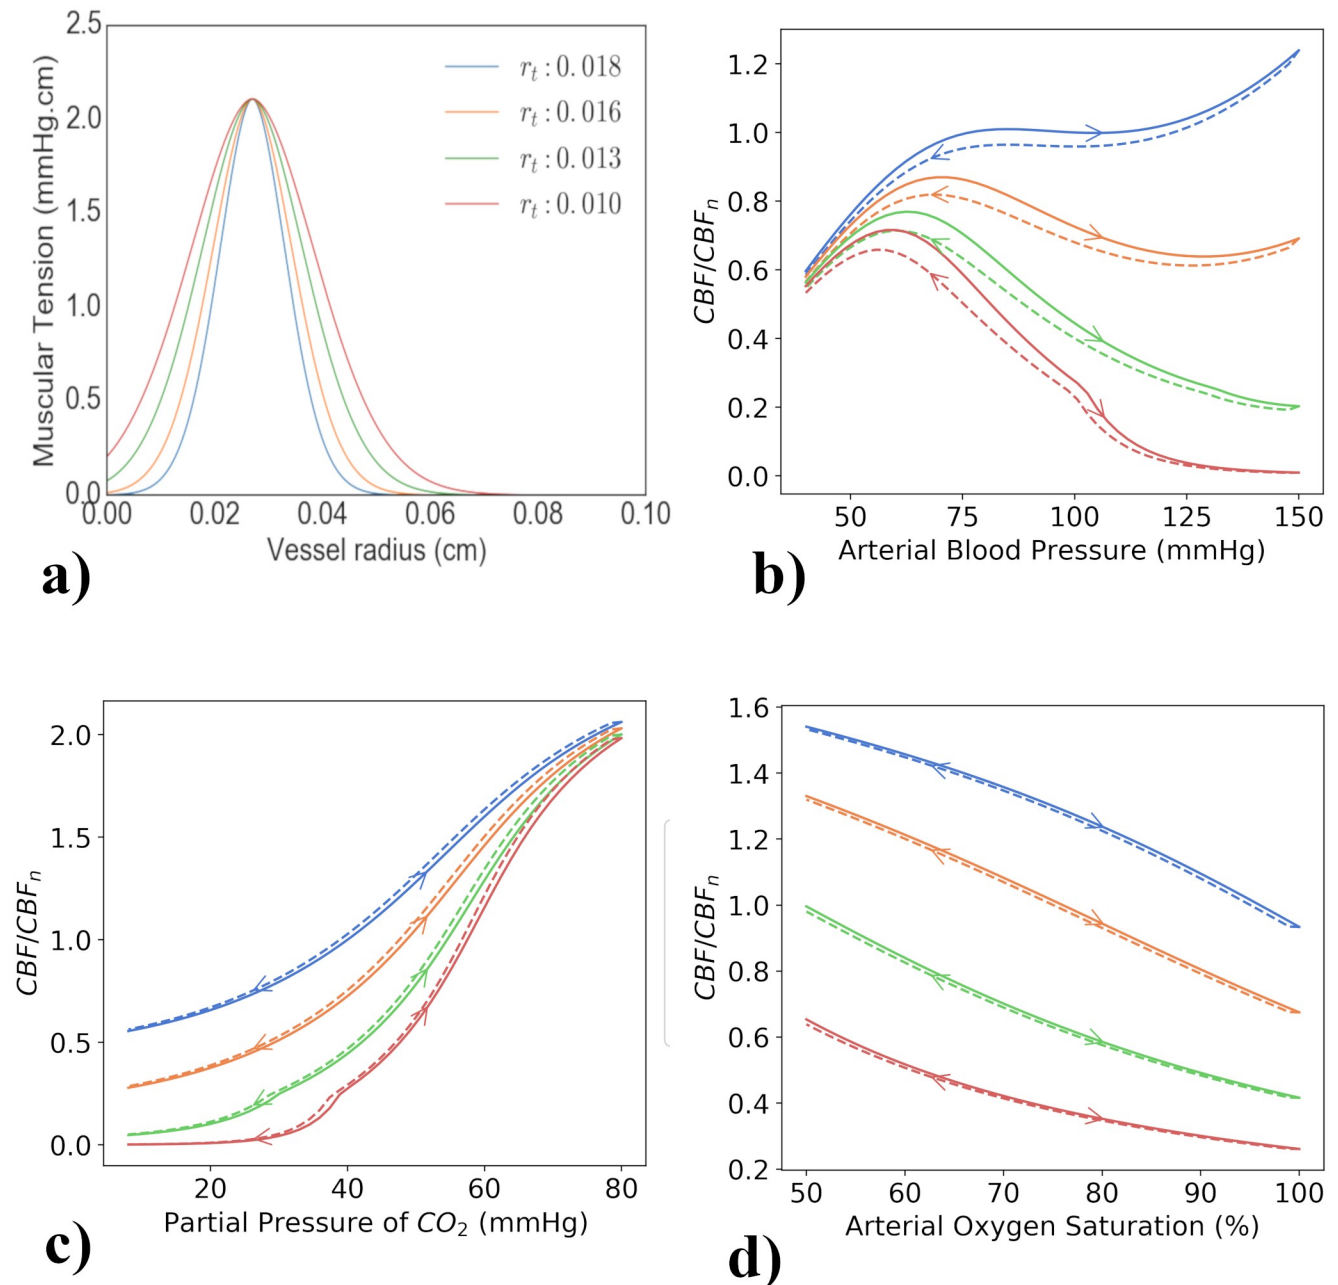 2.5
2.0
1.5
1.0
0.5
0.0
Muscular Tension (mmHg.cm)
r_t : 0.018
r_t : 0.016
r_t : 0.013
r_t : 0.010
0.00 0.02 0.04 0.06 0.08 0.10
Vessel radius (cm)
a)
1.2
1.0
0.8
0.6
0.4
0.2
0.0
CBF/CBF_n
50 75 100 125 150
Arterial Blood Pressure (mmHg)
b)
2.0
1.5
1.0
0.5
0.0
CBF/CBF_n
20 40 60 80
Partial Pressure of CO_2 (mmHg)
c)
1.6
1.4
1.2
1.0
0.8
0.6
0.4
0.2
CBF/CBF_n
50 60 70 80 90 100
Arterial Oxygen Saturation (%)
d)